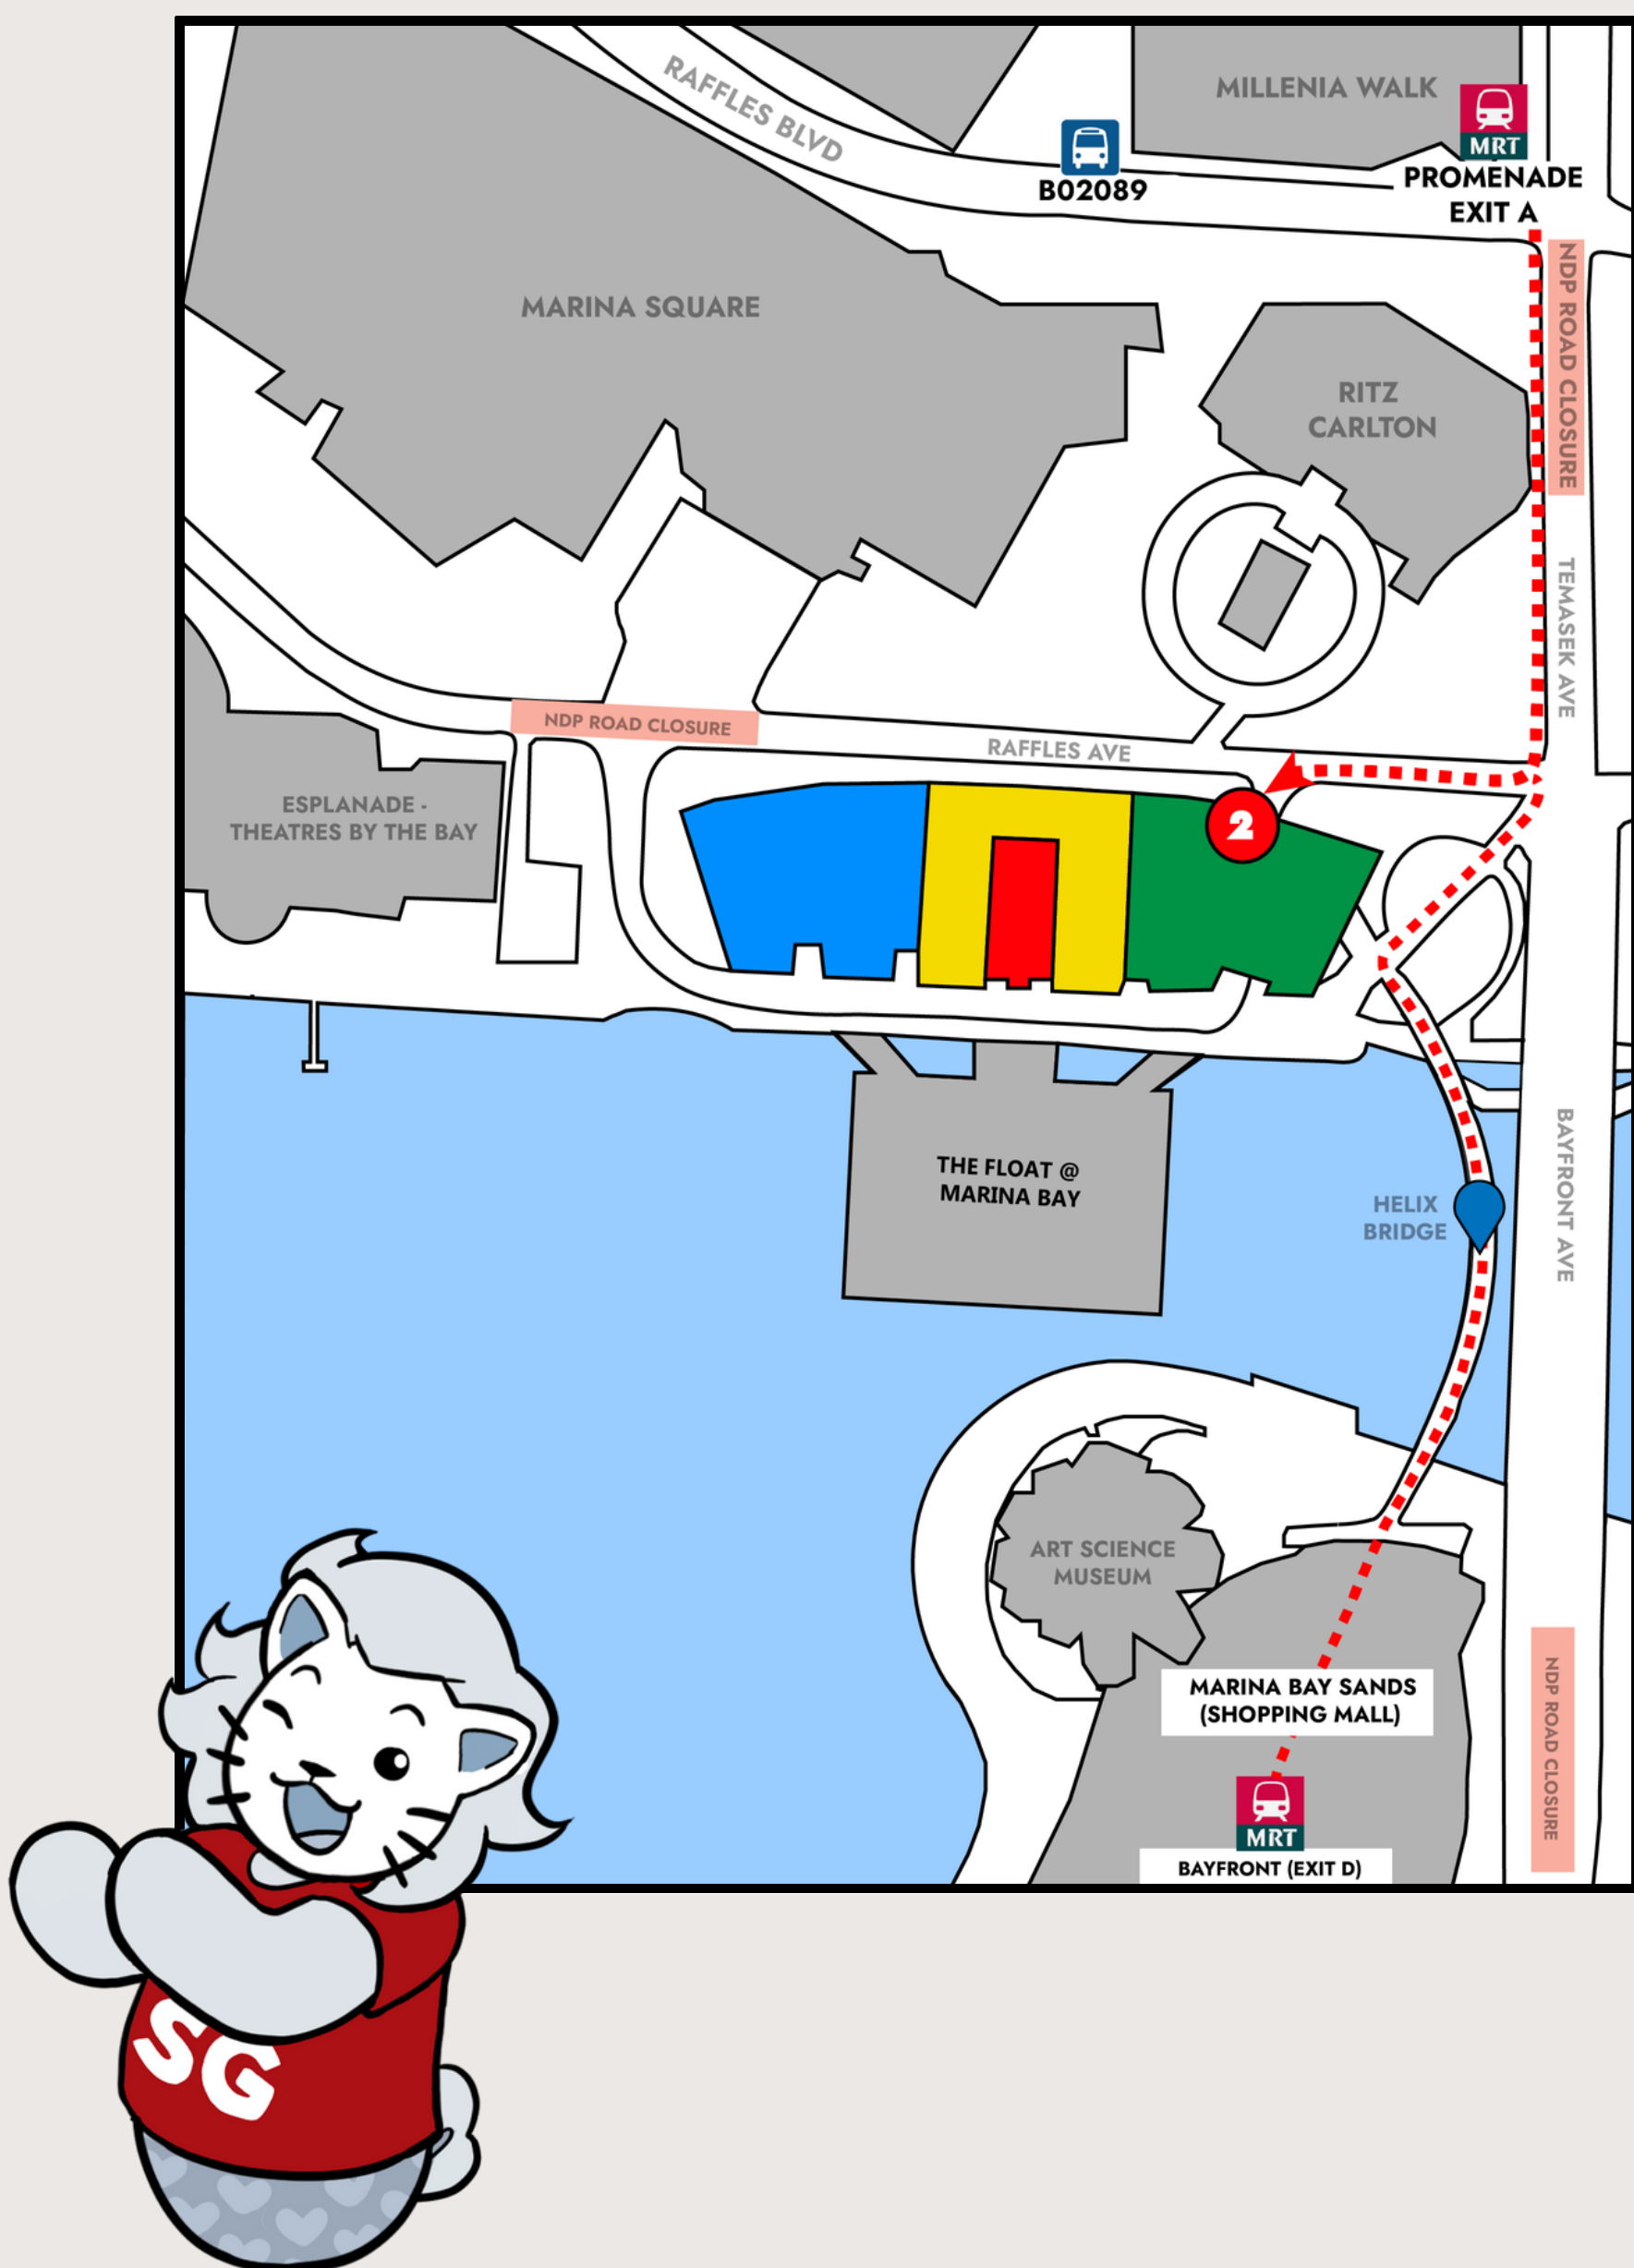 RAFFLES BLVD
MILLENIA WALK
MRT
PROMENADE
EXIT A
B02089
NDP ROAD CLOSURE
MARINA SQUARE
RITZ
CARLTON
TEMASEK AVE
NDP ROAD CLOSURE
RAFFLES AVE
ESPLANADE -
THEATRES BY THE BAY
2
THE FLOAT @
MARINA BAY
HELIX
BRIDGE
BAYFRONT AVE
ART SCIENCE
MUSEUM
MARINA BAY SANDS
(SHOPPING MALL)
NDP ROAD CLOSURE
MRT
BAYFRONT (EXIT D)
SG